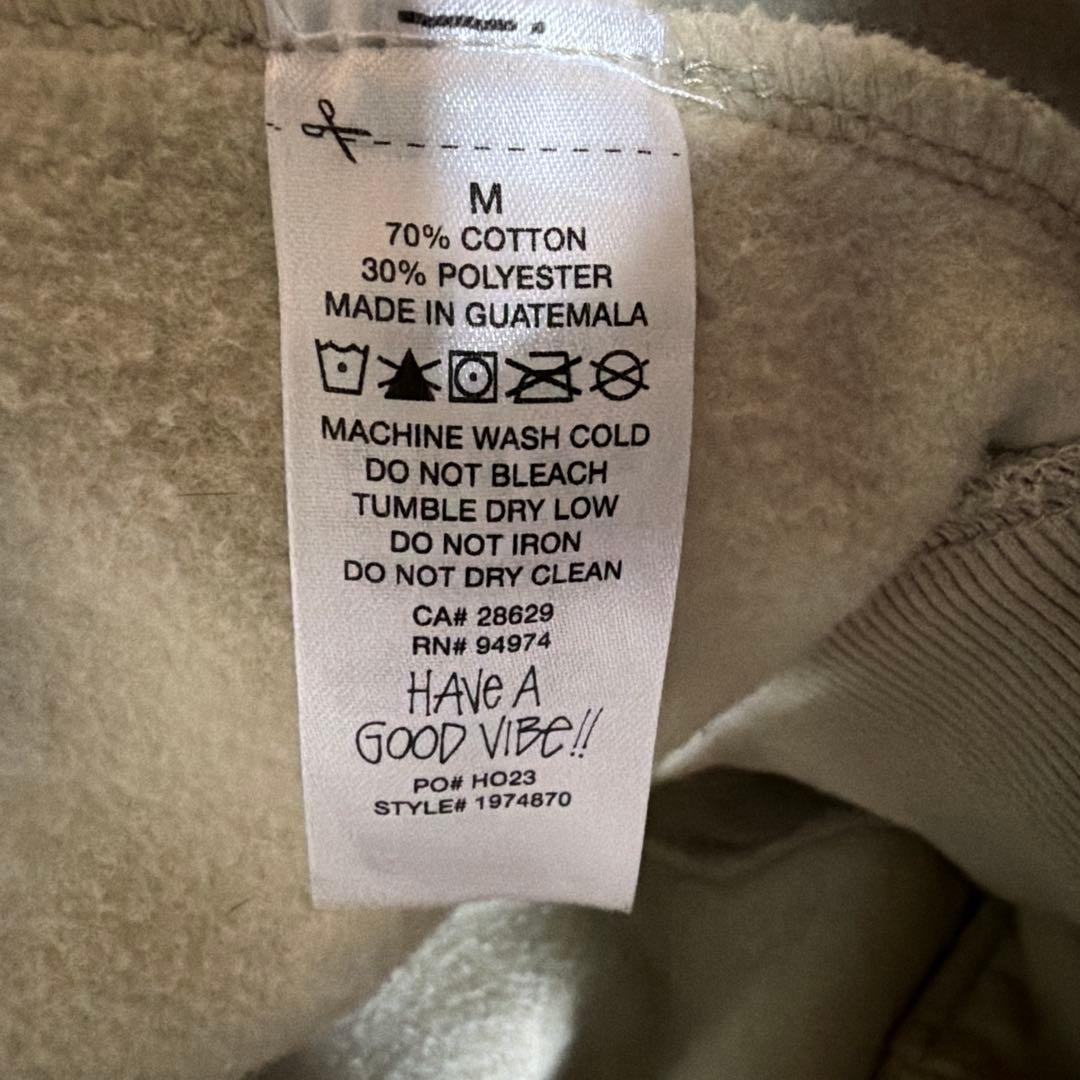 M
70% COTTON
30% POLYESTER
MADE IN GUATEMALA
MACHINE WASH COLD
DO NOT BLEACH
TUMBLE DRY LOW
DO NOT IRON
DO NOT DRY CLEAN
CA# 28629
RN# 94974
HAVe A
GOOD VIBe!!
PO# HO23
STYLE# 1974870